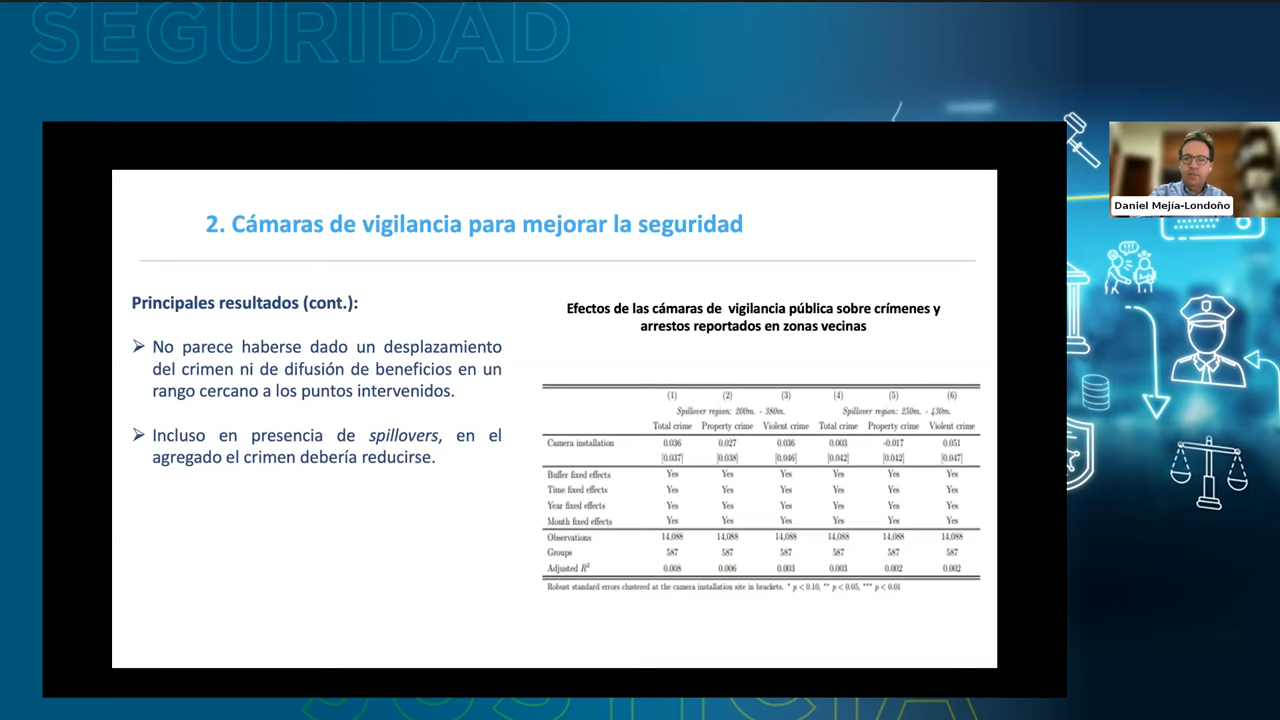 SEGURIDAD
Daniel Mejía-Londoño
2. Cámaras de vigilancia para mejorar la seguridad
Principales resultados (cont.):
➢ No parece haberse dado un desplazamiento
del crimen ni de difusión de beneficios en un
rango cercano a los puntos intervenidos.
➢ Incluso en presencia de spillovers, en el
agregado el crimen debería reducirse.
Efectos de las cámaras de vigilancia pública sobre crímenes y
arrestos reportados en zonas vecinas
(1) (2) (3) (4) (5) (6)
Spillover region: 200m. - 380m. Spillover region: 250m. - 430m.
Total crime Property crime Violent crime Total crime Property crime Violent crime
Camera installation 0.036 0.027 0.036 0.003 -0.017 0.051
[0.037] [0.038] [0.046] [0.042] [0.042] [0.047]
Buffer fixed effects Yes Yes Yes Yes Yes Yes
Time fixed effects Yes Yes Yes Yes Yes Yes
Year fixed effects Yes Yes Yes Yes Yes Yes
Month fixed effects Yes Yes Yes Yes Yes Yes
Observations 14,088 14,088 14,088 14,088 14,088 14,088
Groups 587 587 587 587 587 587
Adjusted R² 0.008 0.006 0.003 0.003 0.002 0.002
Robust standard errors clustered at the camera installation site in brackets. * p < 0.10, ** p < 0.05, *** p < 0.01
JUSTICIA